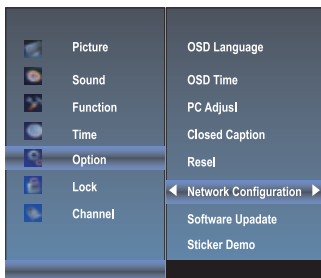 Picture
Sound
Function
Time
Option
Lock
Channel
OSD Language
OSD Time
PC Adjusl
Closed Caption
Resel
Network Configuration
Software Upadate
Sticker Demo